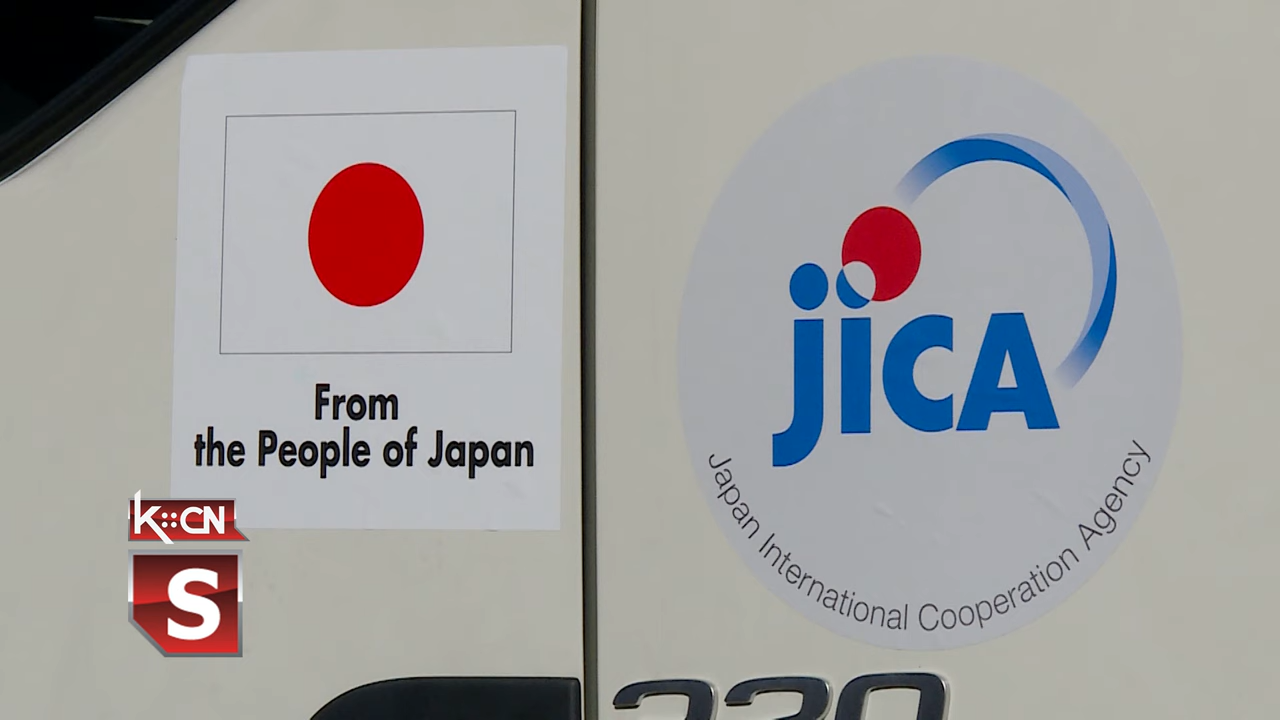 From
the People of Japan
JICA
Japan International Cooperation Agency
K::CN
S